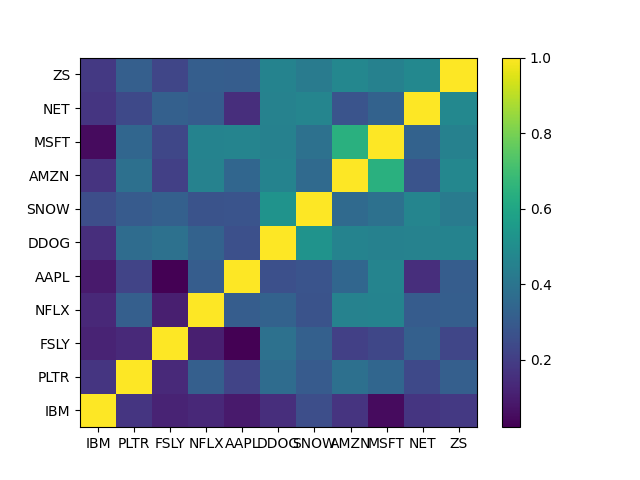 ZS
NET
MSFT
AMZN
SNOW
DDOG
AAPL
NFLX
FSLY
PLTR
IBM
IBM PLTR FSLY NFLX AAPL DDOG SNOW AMZN MSFT NET ZS
1.0
0.8
0.6
0.4
0.2